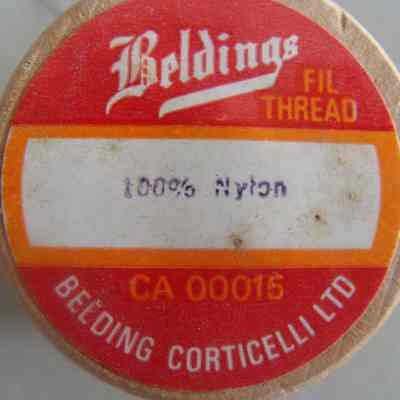 Beldings
FIL
THREAD
100% Nylon
CA 00015
BELDING CORTICELLI LTD